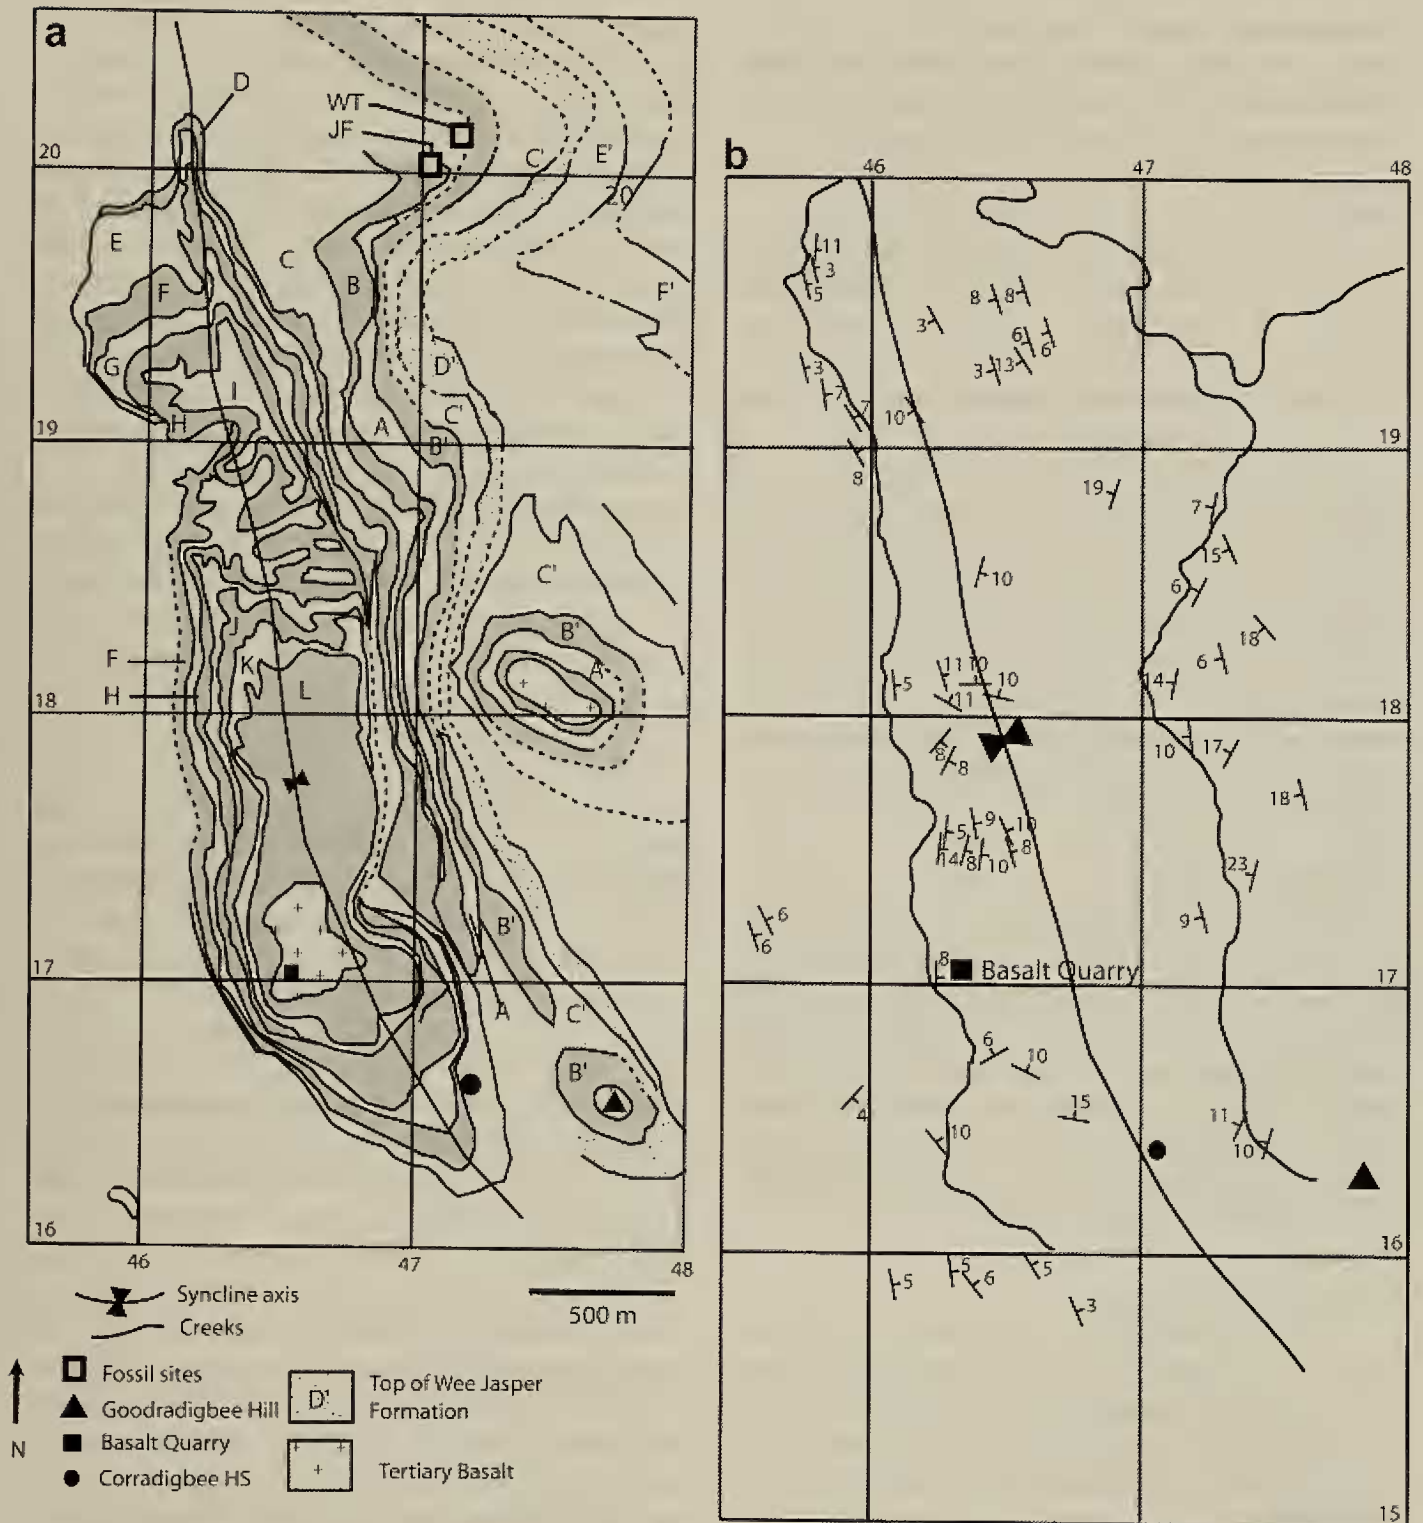 a
D
WT
JF
20
C'
E'
20
E
C
B
F
F'
G
D'
I
C'
H
A
19
B'
C'
B'
J
F
K
A
H
L
18
K
B'
17
A
C'
B'
16
46
47
48
Syncline axis
Creeks
500 m
N
Fossil sites
Goodradigbee Hill
Basalt Quarry
Corradigbee HS
D'
Top of Wee Jasper
Formation
Tertiary Basalt
b
46
47
48
11
3
5
8
8
3
6
6
3
3
13
7
7
10
19
8
19
7
15
10
6
18
6
11
10
5
10
14
11
18
10
17
8
8
18
9
5
10
14
8
10
8
23
6
6
9
8
Basalt Quarry
17
6
10
4
15
11
10
10
16
5
5
6
5
3
15